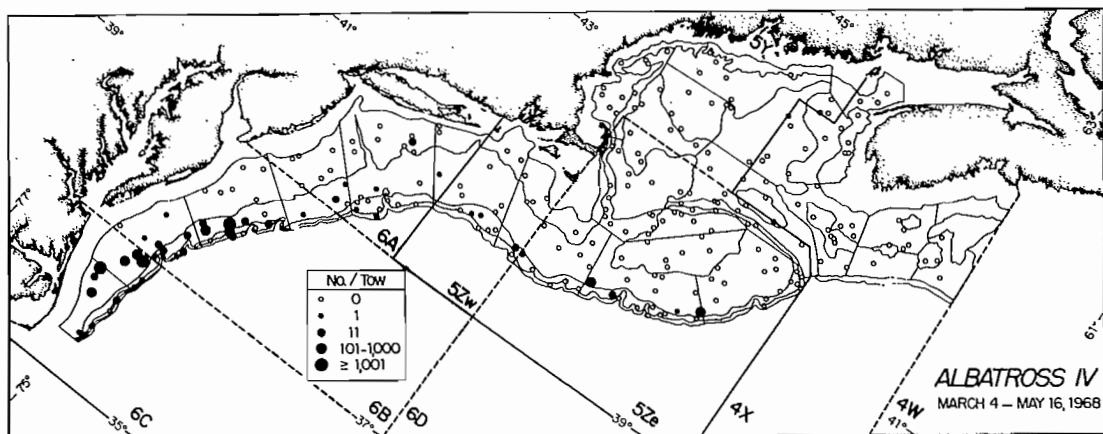 39°
41°
43°
45°
5Y
63°
77°
6A
5Zw
No. / Tow
0
1
11
101-1,000
≥ 1,001
61°
75°
6C
35°
6B
37°
6D
5Ze
39°
4X
4W
41°
ALBATROSS IV
MARCH 4 – MAY 16, 1968